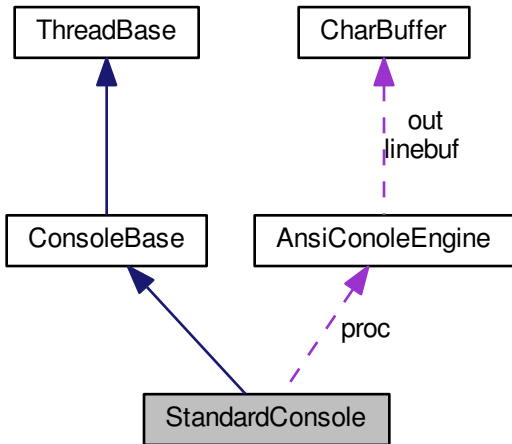 ThreadBase
CharBuffer
out
linebuf
ConsoleBase
AnsiConoleEngine
proc
StandardConsole